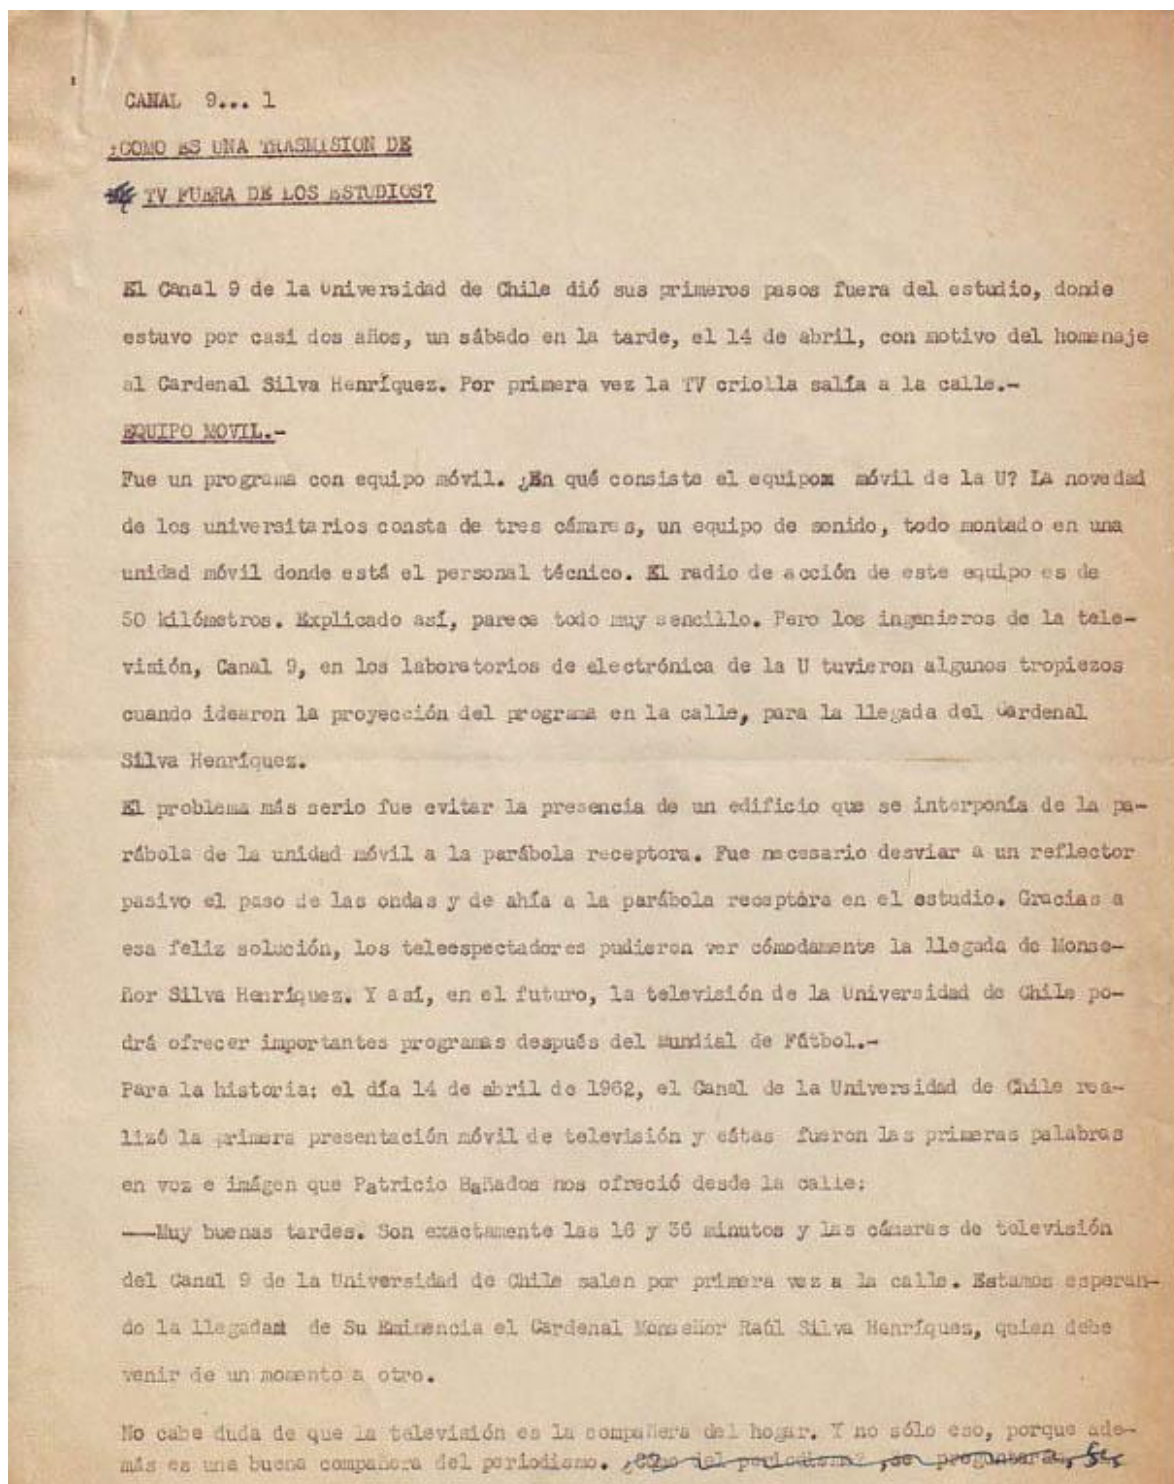 CANAL 9... 1
¿COMO ES UNA TRASMISION DE
TV FUERA DE LOS ESTUDIOS?
El Canal 9 de la Universidad de Chile dió sus primeros pasos fuera del estudio, donde
estuvo por casi dos años, un sábado en la tarde, el 14 de abril, con motivo del homenaje
al Cardenal Silva Henríquez. Por primera vez la TV criolla salía a la calle.-
EQUIPO MOVIL.-
Fue un programa con equipo móvil. ¿En qué consiste el equipox móvil de la U? La novedad
de los universitarios consta de tres cámaras, un equipo de sonido, todo montado en una
unidad móvil donde está el personal técnico. El radio de acción de este equipo es de
50 kilómetros. Explicado así, parece todo muy sencillo. Pero los ingenieros de la tele-
visión, Canal 9, en los laboratorios de electrónica de la U tuvieron algunos tropiezos
cuando idearon la proyección del programa en la calle, para la llegada del Cardenal
Silva Henríquez.
El problema más serio fue evitar la presencia de un edificio que se interponía de la pa-
rábola de la unidad móvil a la parábola receptora. Fue necesario desviar a un reflector
pasivo el paso de las ondas y de ahía a la parábola receptóra en el estudio. Gracias a
esa feliz solución, los teleespectadores pudieron ver cómodamente la llegada de Monse-
ñor Silva Henríquez. Y así, en el futuro, la televisión de la Universidad de Chile po-
drá ofrecer importantes programas después del Mundial de Fútbol.-
Para la historia: el día 14 de abril de 1962, el Canal de la Universidad de Chile rea-
lizó la primera presentación móvil de televisión y éstas fueron las primeras palabras
en voz e imágen que Patricio Bañados nos ofreció desde la calle:
——Muy buenas tardes. Son exactamente las 16 y 36 minutos y las cámaras de televisión
del Canal 9 de la Universidad de Chile salen por primera vez a la calle. Estamos esperan-
do la llegada de Su Eminencia el Cardenal Monseñor Raúl Silva Henríquez, quien debe
venir de un momento a otro.
No cabe duda de que la televisión es la compañera del hogar. Y no sólo eso, porque ade-
más es una buena compañera del periodismo. ¿Cómo del periodismo?, se preguntará,